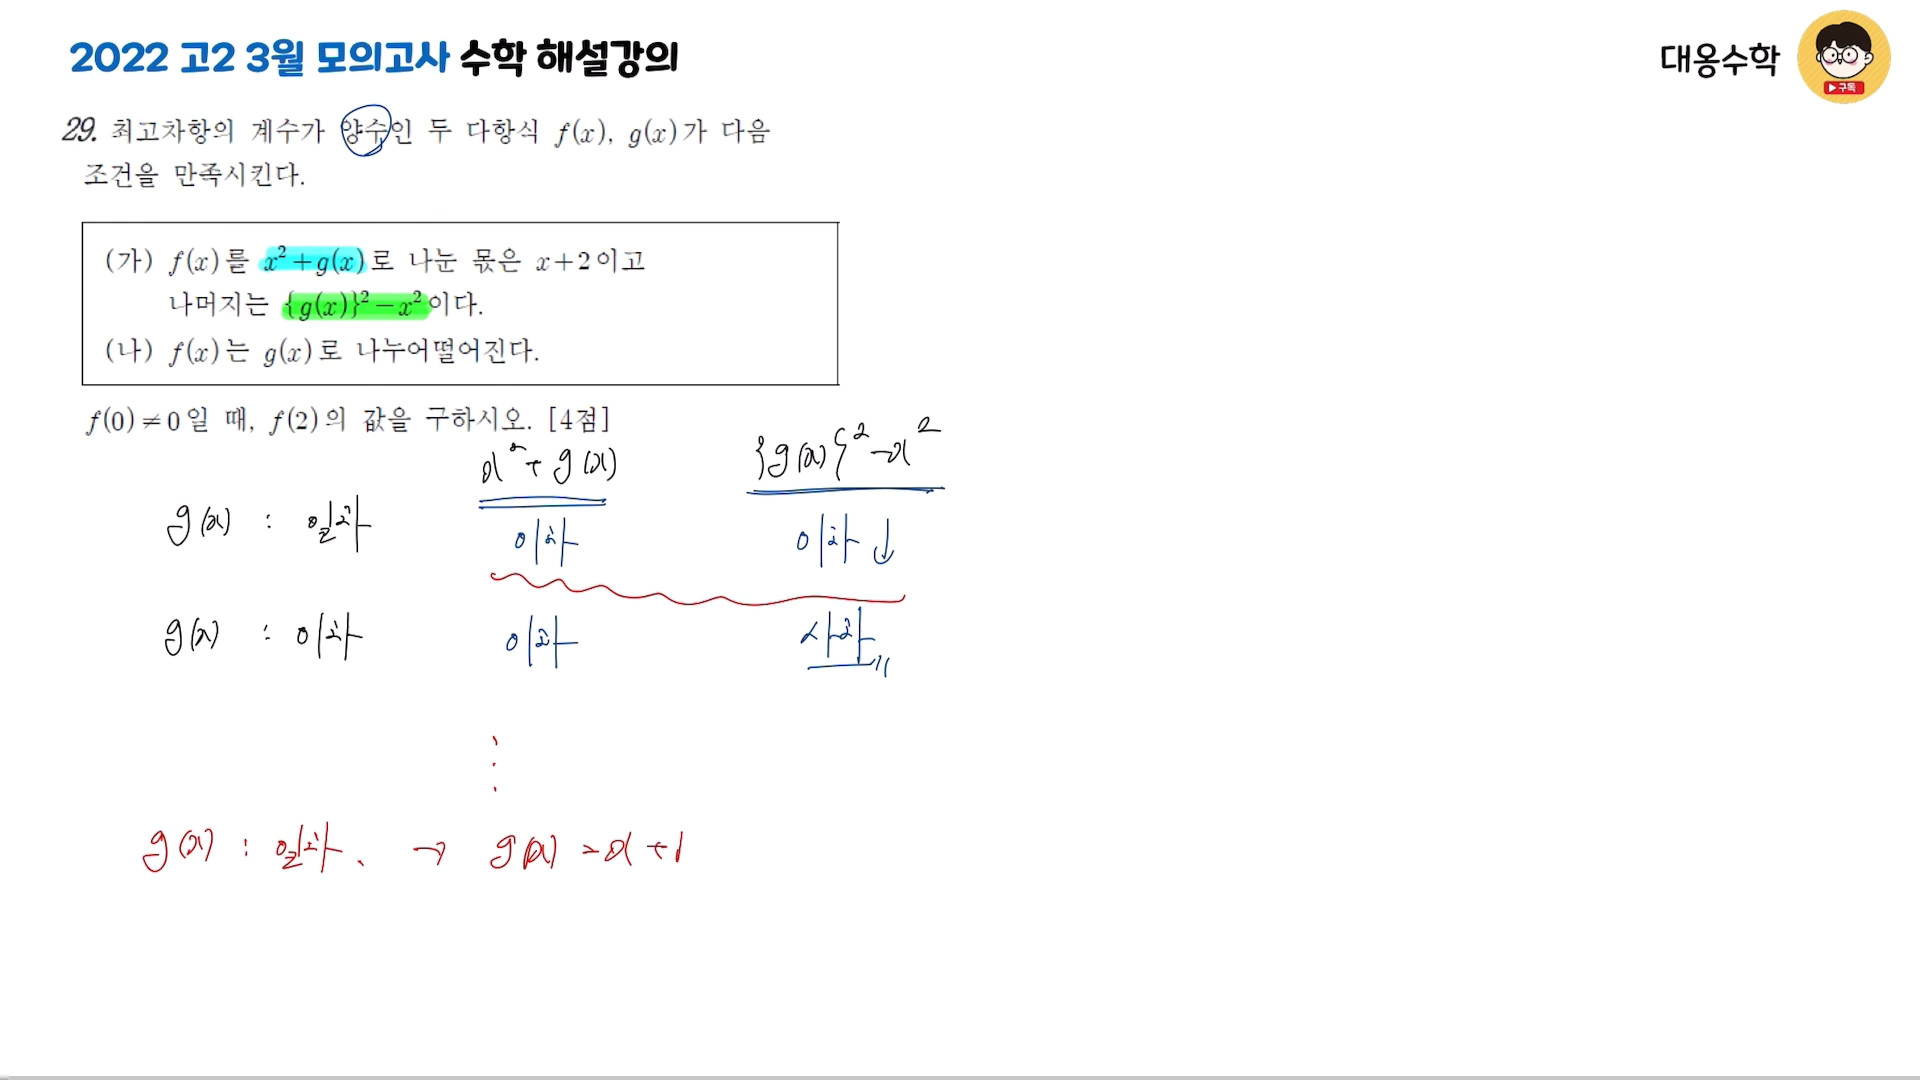 2022 고2 3월 모의고사 수학 해설강의
대옹수학
구독
29. 최고차항의 계수가 양수인 두 다항식 f(x), g(x)가 다음
조건을 만족시킨다.
(가) f(x)를 x²+g(x)로 나눈 몫은 x+2이고
나머지는 {g(x)}²−x²이다.
(나) f(x)는 g(x)로 나누어떨어진다.
f(0)≠0일 때, f(2)의 값을 구하시오. [4점]
x²+g(x) {g(x)}²−x²
g(x) : 일차 이차 이차↓
g(x) : 이차 이차 사차
⋮
g(x) : 일차. → g(x)=x+1